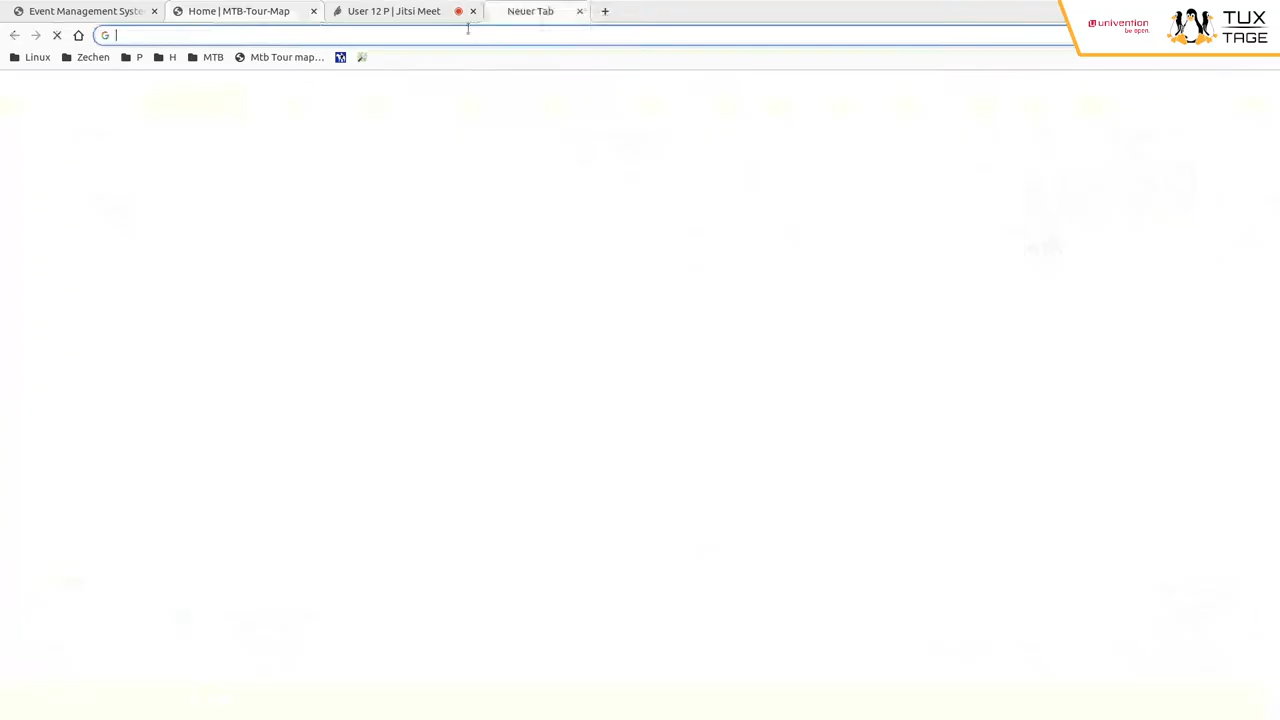 Event Management Syste
Home | MTB-Tour-Map
User 12 P | Jitsi Meet
Neuer Tab
G
Linux
Zechen
P
H
MTB
Mtb Tour map...
univention
be open.
TUX
TAGE